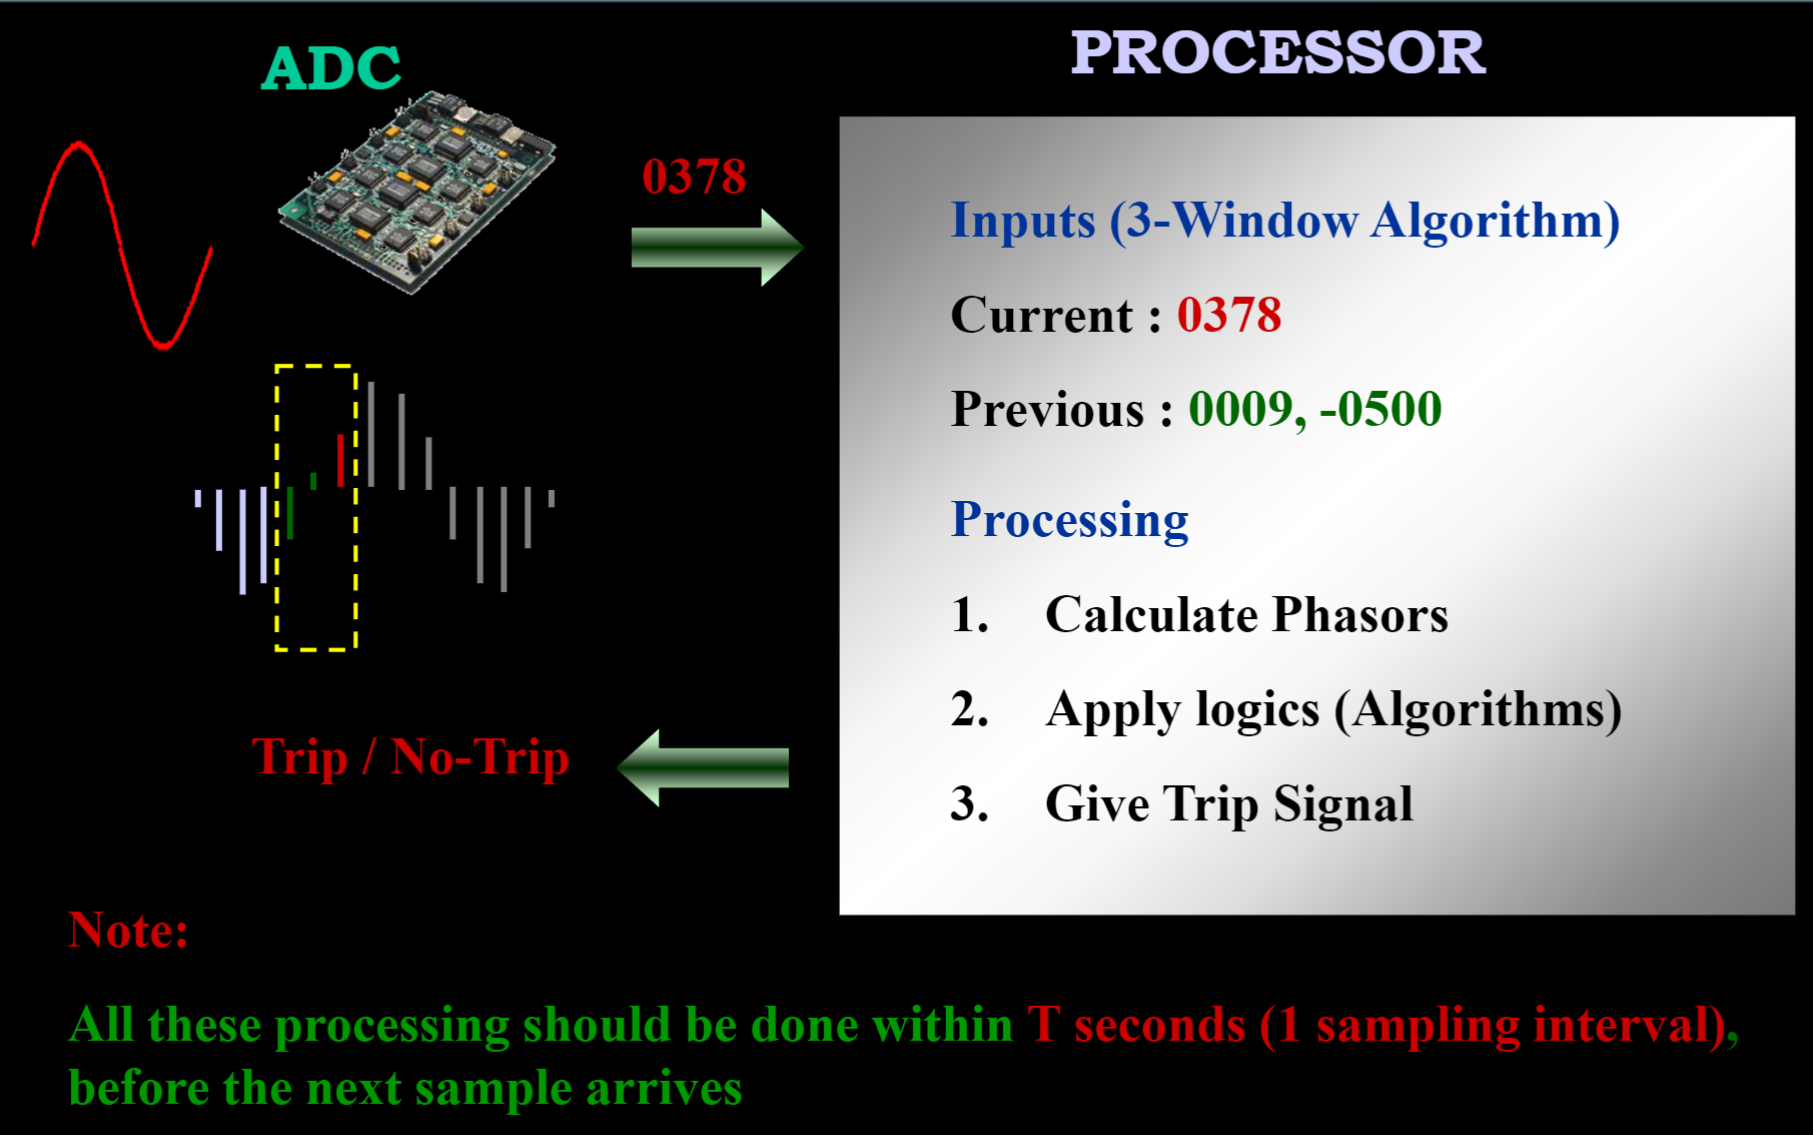 ADC
PROCESSOR
0378
Inputs (3-Window Algorithm)
Current : 0378
Previous : 0009, -0500
Processing
1. Calculate Phasors
2. Apply logics (Algorithms)
3. Give Trip Signal
Trip / No-Trip
Note:
All these processing should be done within T seconds (1 sampling interval),
before the next sample arrives